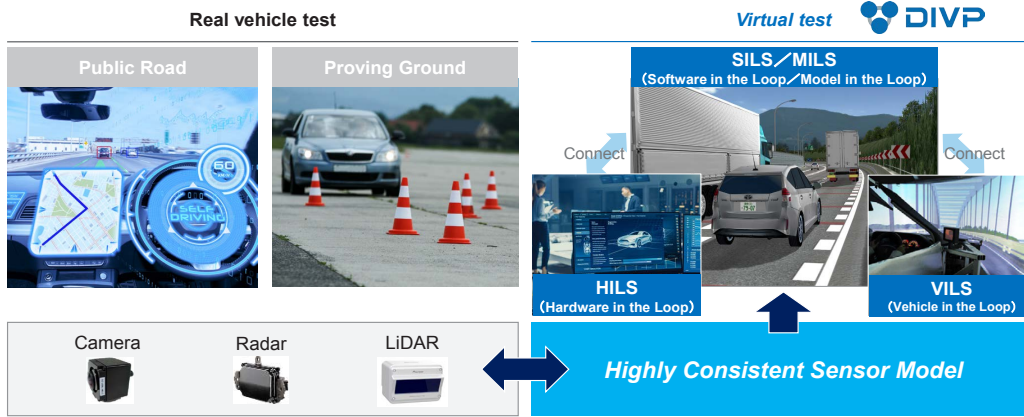 Real vehicle test
Virtual test
DIVP
Public Road
Proving Ground
SILS／MILS
（Software in the Loop／Model in the Loop）
60
SELF
DRIVING
Connect
Connect
HILS
（Hardware in the Loop）
VILS
（Vehicle in the Loop）
Camera
Radar
LiDAR
Highly Consistent Sensor Model